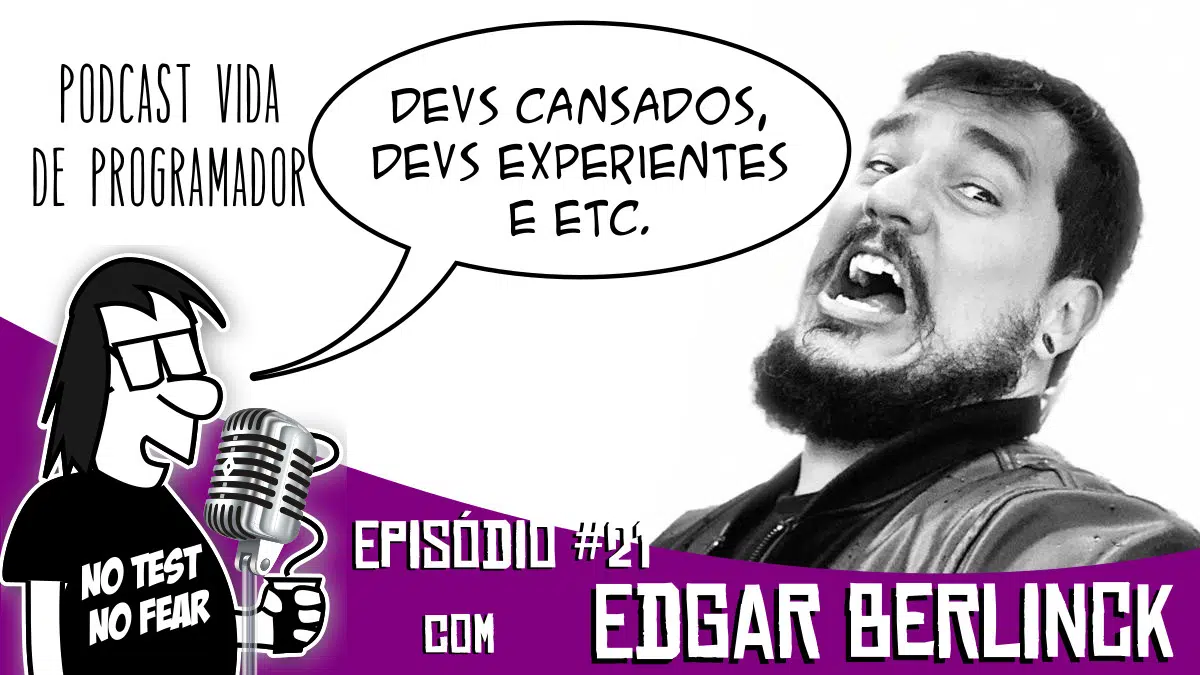 PODCAST VIDA
DE PROGRAMADOR
DEVS CANSADOS,
DEVS EXPERIENTES
E ETC.
NO TEST
NO FEAR
EPISÓDIO #21
COM
EDGAR BERLINCK